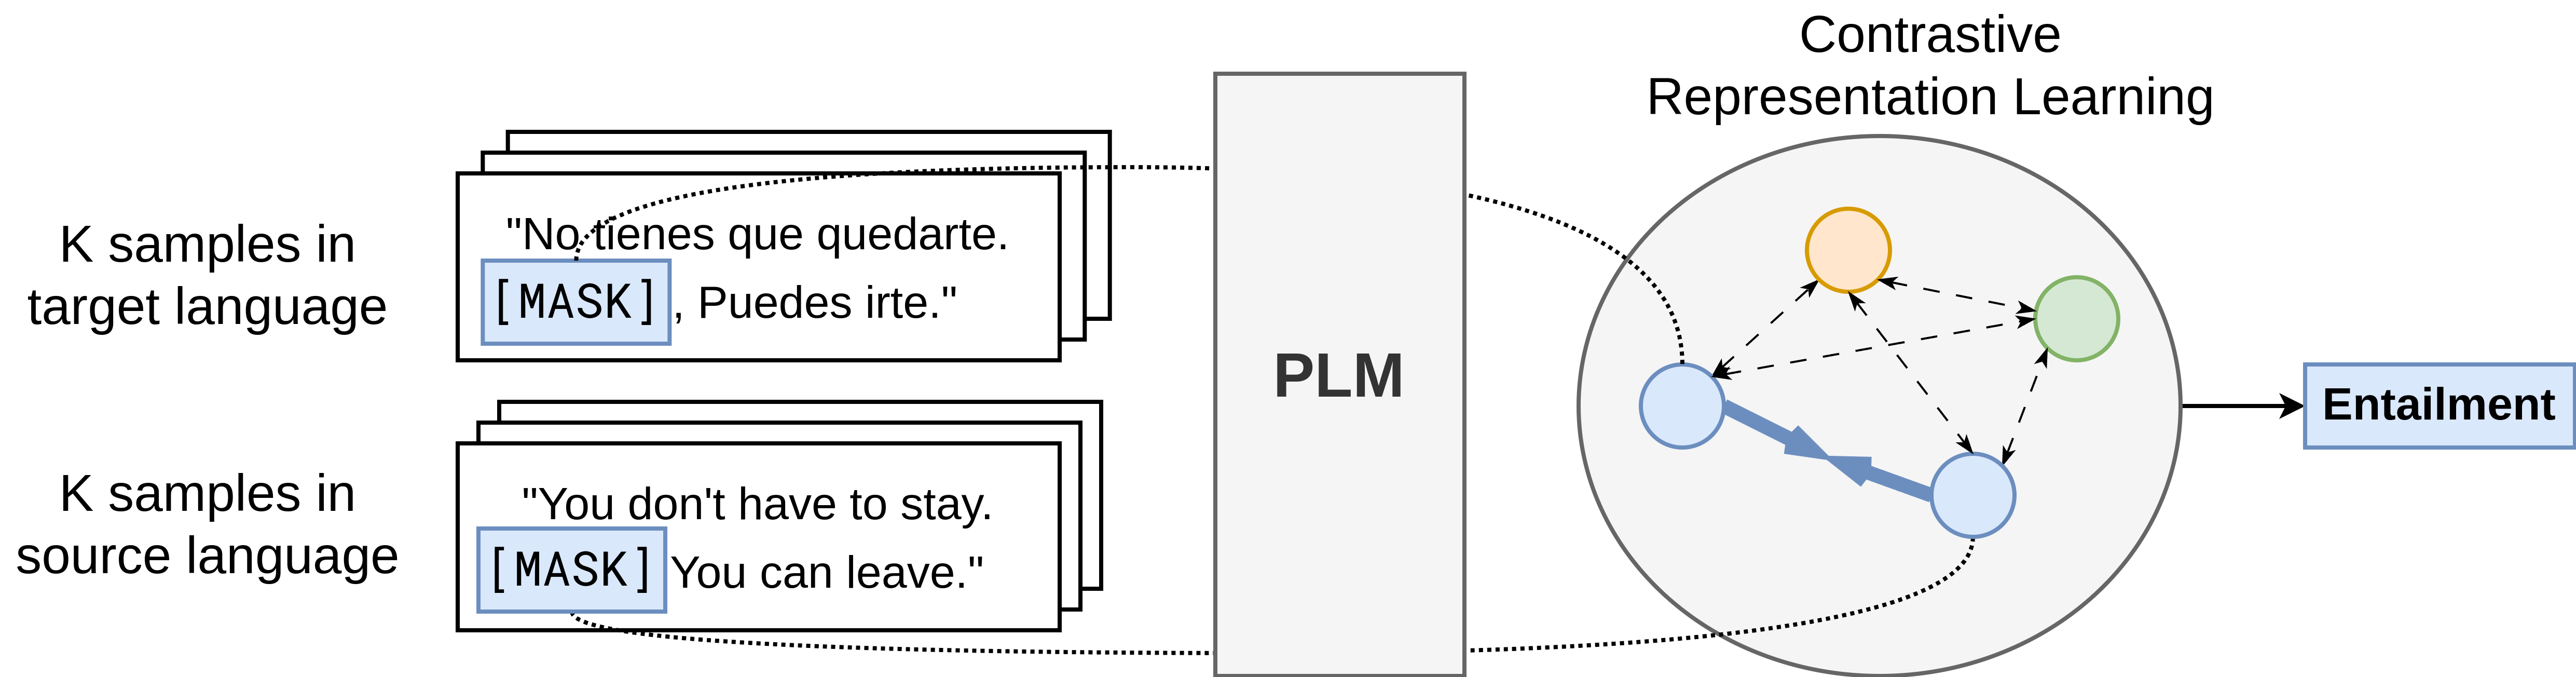 K samples in
target language
"No tienes que quedarte.
[MASK], Puedes irte."
K samples in
source language
"You don't have to stay.
[MASK] You can leave."
PLM
Contrastive
Representation Learning
Entailment